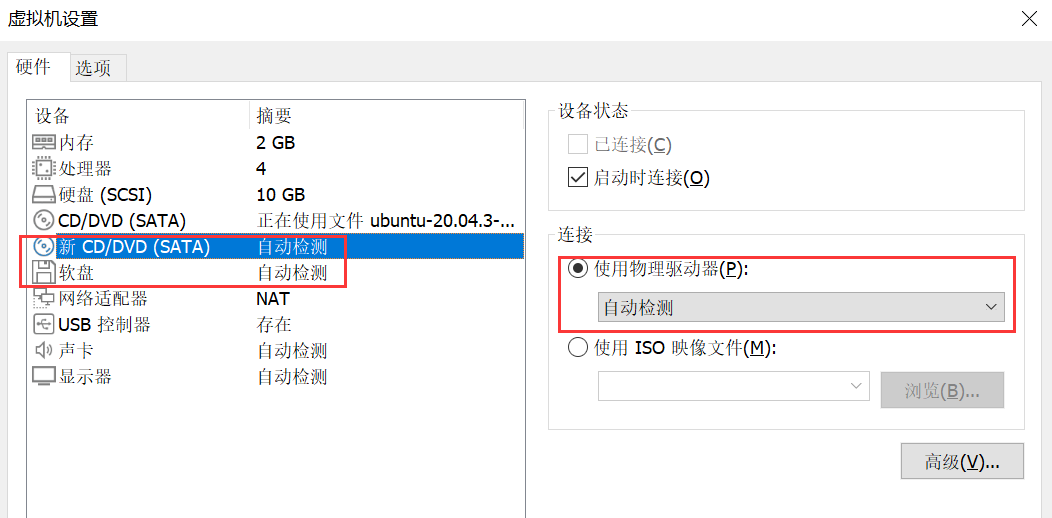 虚拟机设置
硬件 选项
设备 摘要
内存 2 GB
处理器 4
硬盘 (SCSI) 10 GB
CD/DVD (SATA) 正在使用文件 ubuntu-20.04.3-...
新 CD/DVD (SATA) 自动检测
软盘 自动检测
网络适配器 NAT
USB 控制器 存在
声卡 自动检测
显示器 自动检测
设备状态
已连接(C)
启动时连接(O)
连接
使用物理驱动器(P):
自动检测
使用 ISO 映像文件(M):
浏览(B)...
高级(V)...